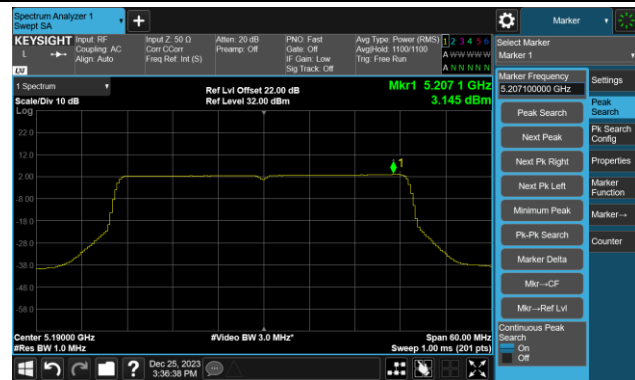 Spectrum Analyzer 1
Swept SA
Marker
KEYSIGHT
L
LXI
Input: RF
Coupling: AC
Align: Auto
Input Z: 50 Ω
Corr CCorr
Freq Ref: Int (S)
Atten: 20 dB
Preamp: Off
PNO: Fast
Gate: Off
IF Gain: Low
Sig Track: Off
Avg Type: Power (RMS)
Avg|Hold: 1100/1100
Trig: Free Run
1 2 3 4 5 6
A W W W W W
A N N N N N
Select Marker
Marker 1
1 Spectrum
Scale/Div 10 dB
Log
Ref Lvl Offset 22.00 dB
Ref Level 32.00 dBm
Mkr1 5.207 1 GHz
3.145 dBm
22.0
12.0
2.00
-8.00
-18.0
-28.0
-38.0
-48.0
-58.0
1
Center 5.19000 GHz
#Res BW 1.0 MHz
#Video BW 3.0 MHz*
Span 60.00 MHz
Sweep 1.00 ms (201 pts)
Marker Frequency
5.207100000 GHz
Peak Search
Next Peak
Next Pk Right
Next Pk Left
Minimum Peak
Pk-Pk Search
Marker Delta
Mkr→CF
Mkr→Ref Lvl
Continuous Peak
Search
On
Off
Settings
Peak
Search
Pk Search
Config
Properties
Marker
Function
Marker→
Counter
Dec 25, 2023
3:36:38 PM